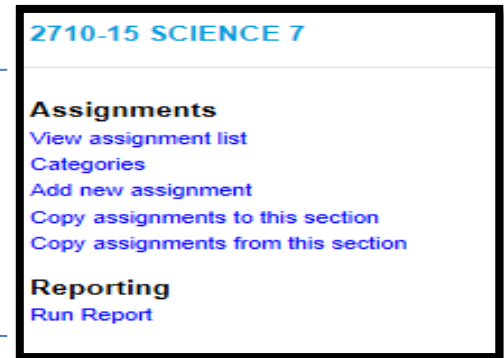 2710-15 SCIENCE 7
Assignments
View assignment list
Categories
Add new assignment
Copy assignments to this section
Copy assignments from this section
Reporting
Run Report